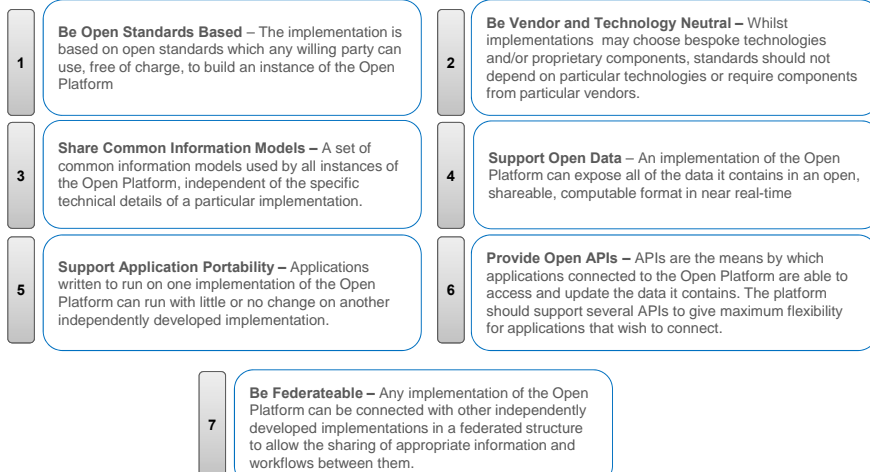 1
Be Open Standards Based – The implementation is
based on open standards which any willing party can
use, free of charge, to build an instance of the Open
Platform
2
Be Vendor and Technology Neutral – Whilst
implementations may choose bespoke technologies
and/or proprietary components, standards should not
depend on particular technologies or require components
from particular vendors.
3
Share Common Information Models – A set of
common information models used by all instances of
the Open Platform, independent of the specific
technical details of a particular implementation.
4
Support Open Data – An implementation of the Open
Platform can expose all of the data it contains in an open,
shareable, computable format in near real-time
5
Support Application Portability – Applications
written to run on one implementation of the Open
Platform can run with little or no change on another
independently developed implementation.
6
Provide Open APIs – APIs are the means by which
applications connected to the Open Platform are able to
access and update the data it contains. The platform
should support several APIs to give maximum flexibility
for applications that wish to connect.
7
Be Federateable – Any implementation of the Open
Platform can be connected with other independently
developed implementations in a federated structure
to allow the sharing of appropriate information and
workflows between them.